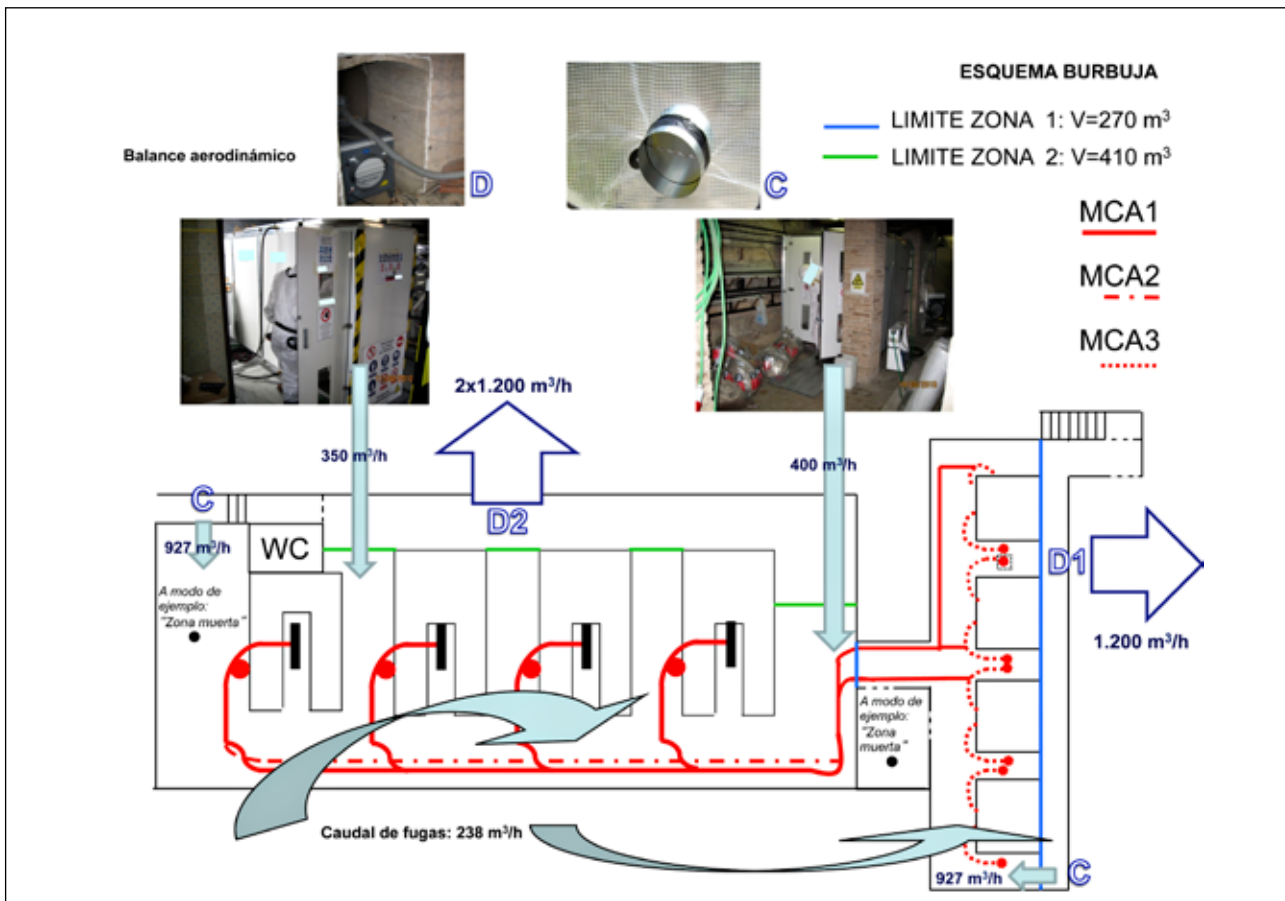 ESQUEMA BURBUJA
LIMITE ZONA 1: V=270 m³
LIMITE ZONA 2: V=410 m³
Balance aerodinámico
D
C
MCA1
MCA2
MCA3
2x1.200 m³/h
350 m³/h
400 m³/h
C
D2
927 m³/h
WC
D1
A modo de
ejemplo:
"Zona muerta"
1.200 m³/h
A modo de
ejemplo:
"Zona
muerta"
Caudal de fugas: 238 m³/h
927 m³/h
C